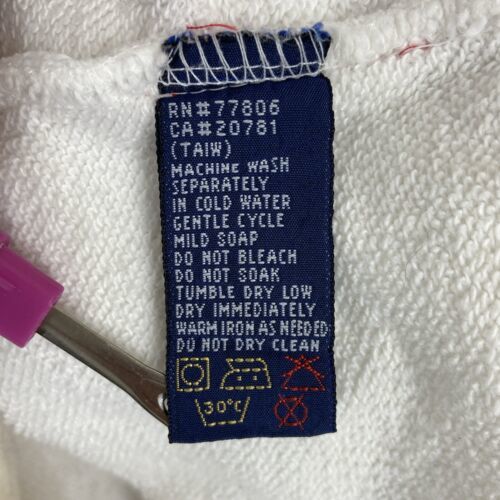 RN#77806
CA#20781
(TAIW)
MACHINE WASH
SEPARATELY
IN COLD WATER
GENTLE CYCLE
MILD SOAP
DO NOT BLEACH
DO NOT SOAK
TUMBLE DRY LOW
DRY IMMEDIATELY
WARM IRON AS NEEDED
DO NOT DRY CLEAN
30°C